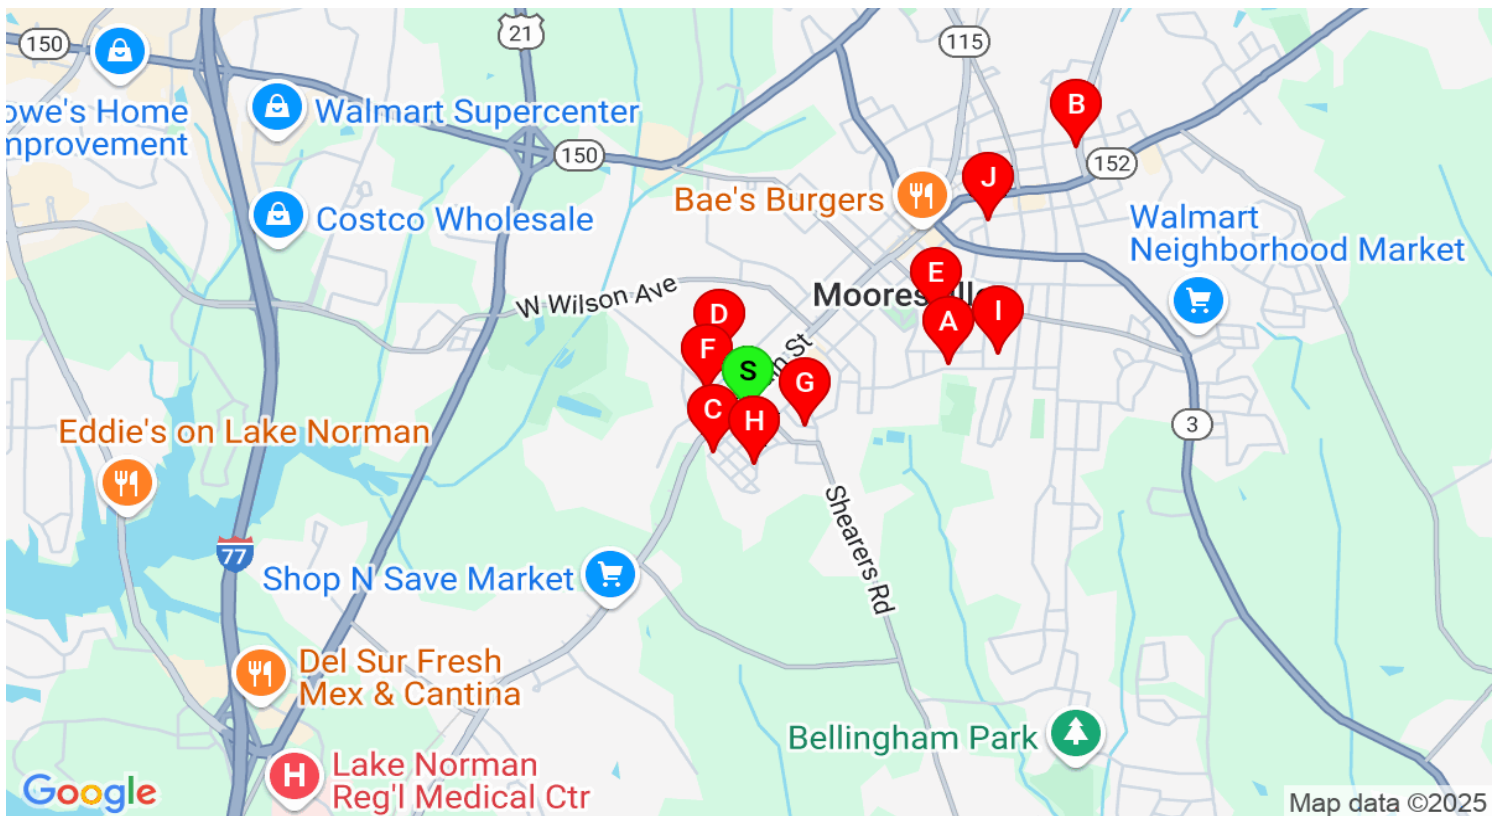 150
21
115
owe's Home
mprovement
Walmart Supercenter
B
150
152
J
Bae's Burgers
Costco Wholesale
Walmart
Neighborhood Market
E
W Wilson Ave
D
I
A
F
S
G
C
H
3
Eddie's on Lake Norman
Shearers Rd
77
Shop N Save Market
Del Sur Fresh
Mex & Cantina
Bellingham Park
H
Lake Norman
Reg'l Medical Ctr
Google
Map data ©2025